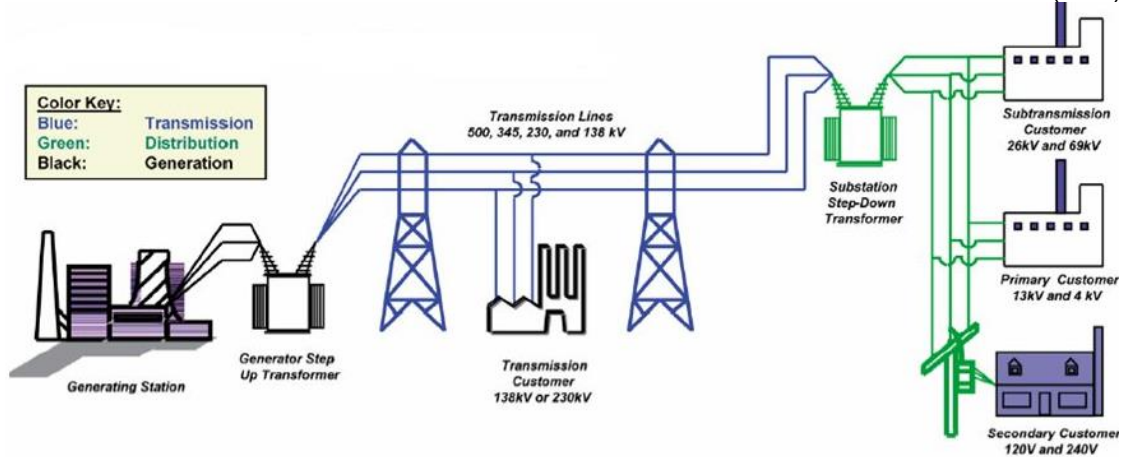 Color Key:
Blue: Transmission
Green: Distribution
Black: Generation
Transmission Lines
500, 345, 230, and 138 kV
Subtransmission
Customer
26kV and 69kV
Substation
Step-Down
Transformer
Primary Customer
13kV and 4 kV
Generating Station
Generator Step
Up Transformer
Transmission
Customer
138kV or 230kV
Secondary Customer
120V and 240V